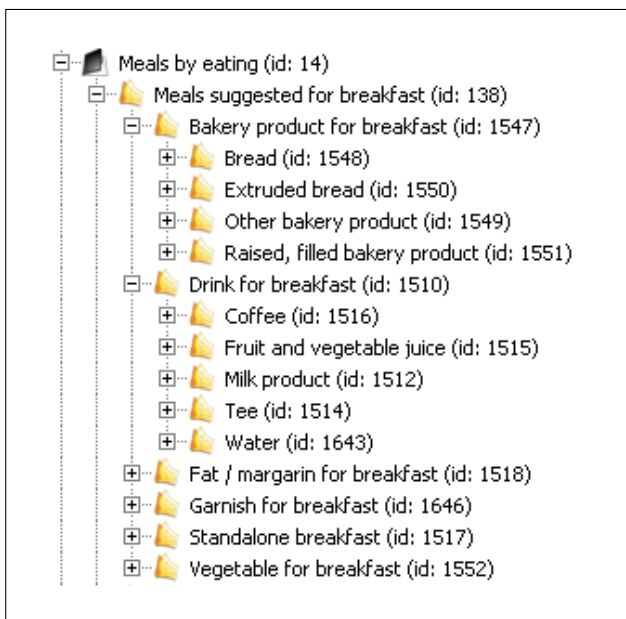 Meals by eating (id: 14)
Meals suggested for breakfast (id: 138)
Bakery product for breakfast (id: 1547)
Bread (id: 1548)
Extruded bread (id: 1550)
Other bakery product (id: 1549)
Raised, filled bakery product (id: 1551)
Drink for breakfast (id: 1510)
Coffee (id: 1516)
Fruit and vegetable juice (id: 1515)
Milk product (id: 1512)
Tee (id: 1514)
Water (id: 1643)
Fat / margarin for breakfast (id: 1518)
Garnish for breakfast (id: 1646)
Standalone breakfast (id: 1517)
Vegetable for breakfast (id: 1552)